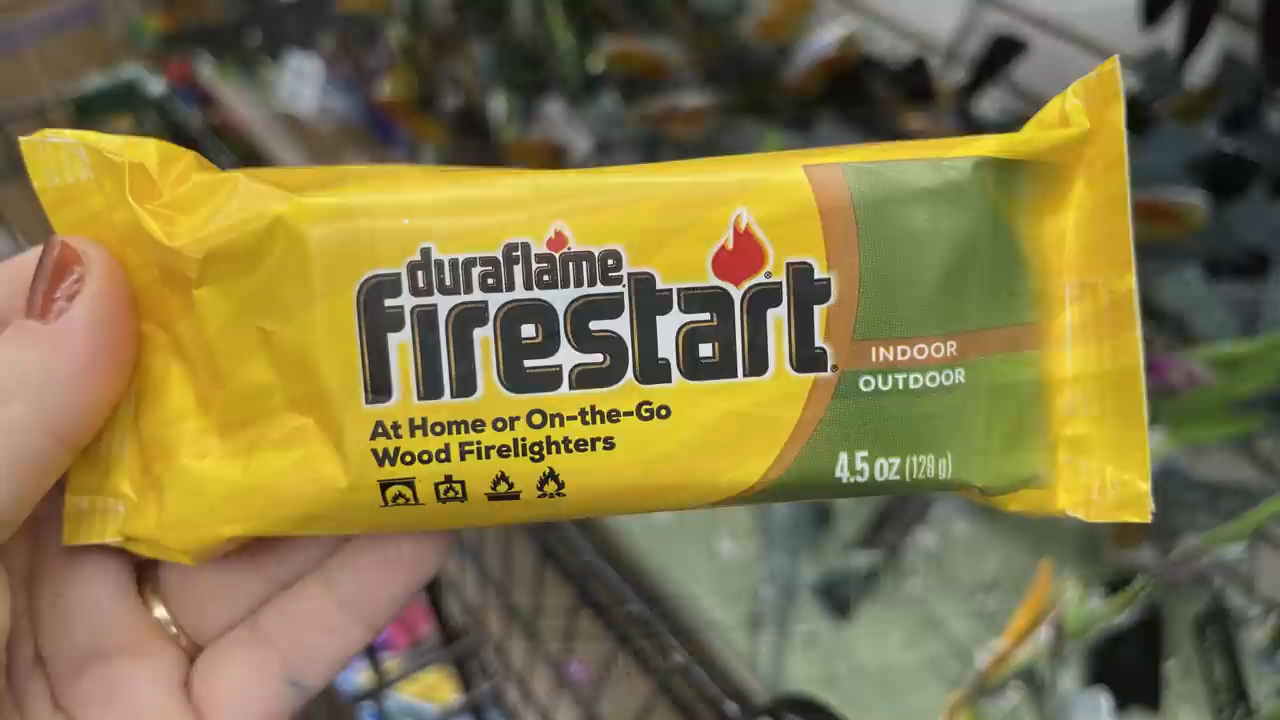 duraflame
firestart
At Home or On-the-Go
Wood Firelighters
INDOOR
OUTDOOR
4.5 oz (128 g)